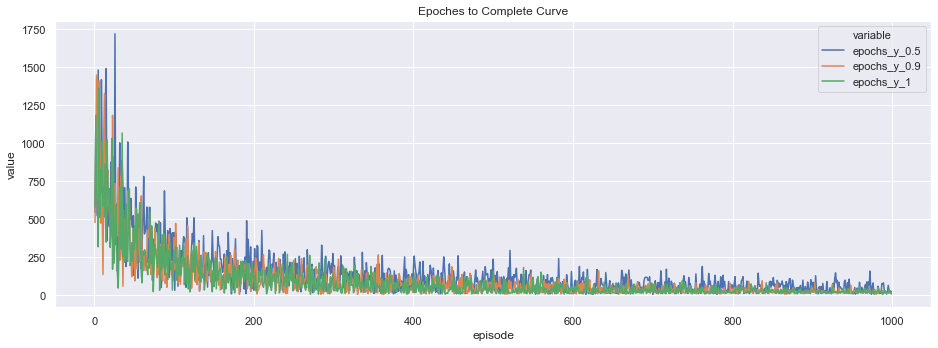 Epoches to Complete Curve
1750
1500
1250
1000
750
500
250
0
value
variable
epochs_y_0.5
epochs_y_0.9
epochs_y_1
0
200
400
600
800
1000
episode